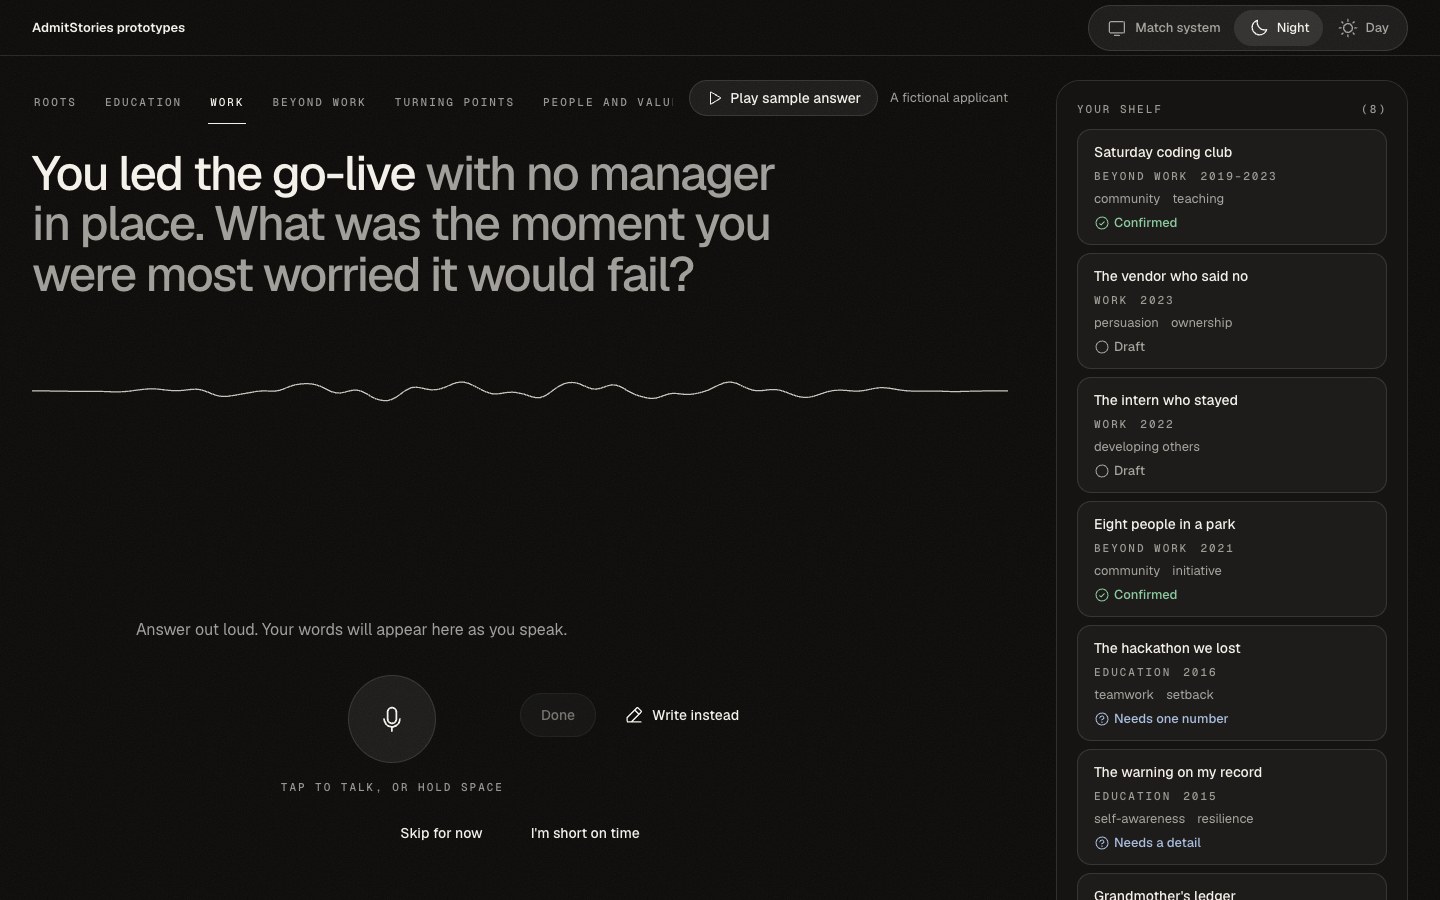 AdmitStories prototypes
Match system
Night
Day
ROOTS
EDUCATION
WORK
BEYOND WORK
TURNING POINTS
PEOPLE AND VALU
Play sample answer
A fictional applicant
You led the go-live with no manager
in place. What was the moment you
were most worried it would fail?
Answer out loud. Your words will appear here as you speak.
Done
Write instead
TAP TO TALK, OR HOLD SPACE
Skip for now
I'm short on time
YOUR SHELF (8)
Saturday coding club
BEYOND WORK 2019–2023
community teaching
Confirmed
The vendor who said no
WORK 2023
persuasion ownership
Draft
The intern who stayed
WORK 2022
developing others
Draft
Eight people in a park
BEYOND WORK 2021
community initiative
Confirmed
The hackathon we lost
EDUCATION 2016
teamwork setback
Needs one number
The warning on my record
EDUCATION 2015
self-awareness resilience
Needs a detail
Grandmother's ledger